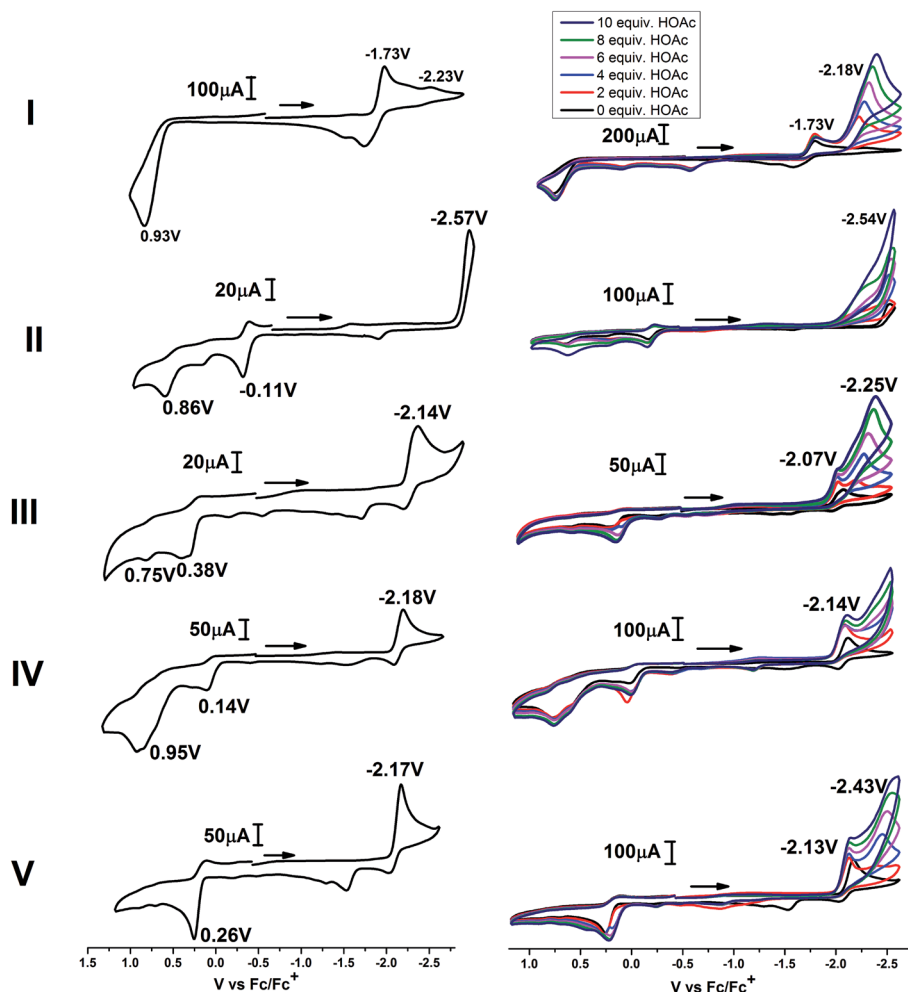 10 equiv. HOAc
8 equiv. HOAc
6 equiv. HOAc
4 equiv. HOAc
2 equiv. HOAc
0 equiv. HOAc
I
100µA
-1.73V
-2.23V
0.93V
200µA
-1.73V
-2.18V
II
20µA
-2.57V
0.86V
-0.11V
100µA
-2.54V
III
20µA
-2.14V
0.75V
0.38V
50µA
-2.07V
-2.25V
IV
50µA
-2.18V
0.14V
0.95V
100µA
-2.14V
V
50µA
-2.17V
0.26V
100µA
-2.13V
-2.43V
1.5 1.0 0.5 0.0 -0.5 -1.0 -1.5 -2.0 -2.5
V vs Fc/Fc+
1.0 0.5 0.0 -0.5 -1.0 -1.5 -2.0 -2.5
V vs Fc/Fc+